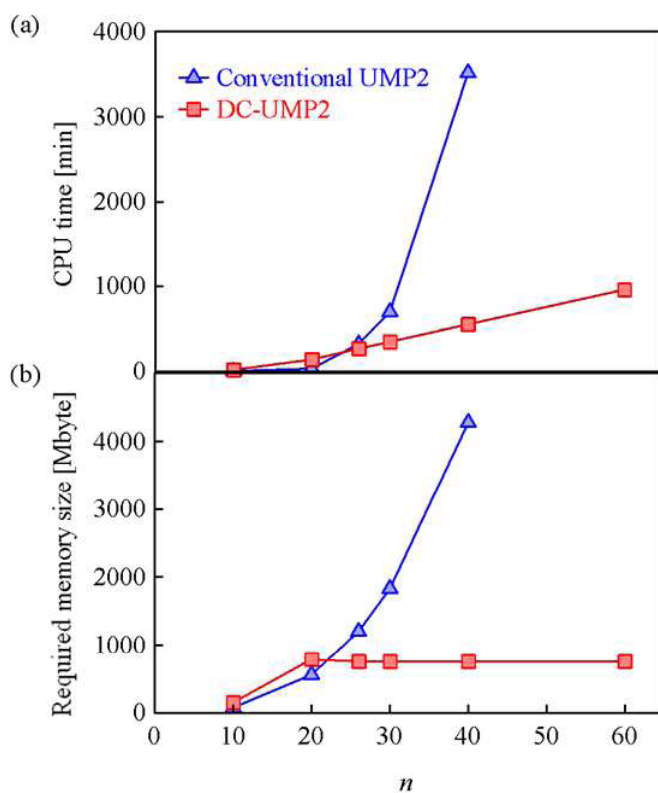 (a)
4000
3000
2000
1000
0
CPU time [min]
Conventional UMP2
DC-UMP2
(b)
4000
3000
2000
1000
0
Required memory size [Mbyte]
0 10 20 30 40 50 60
n